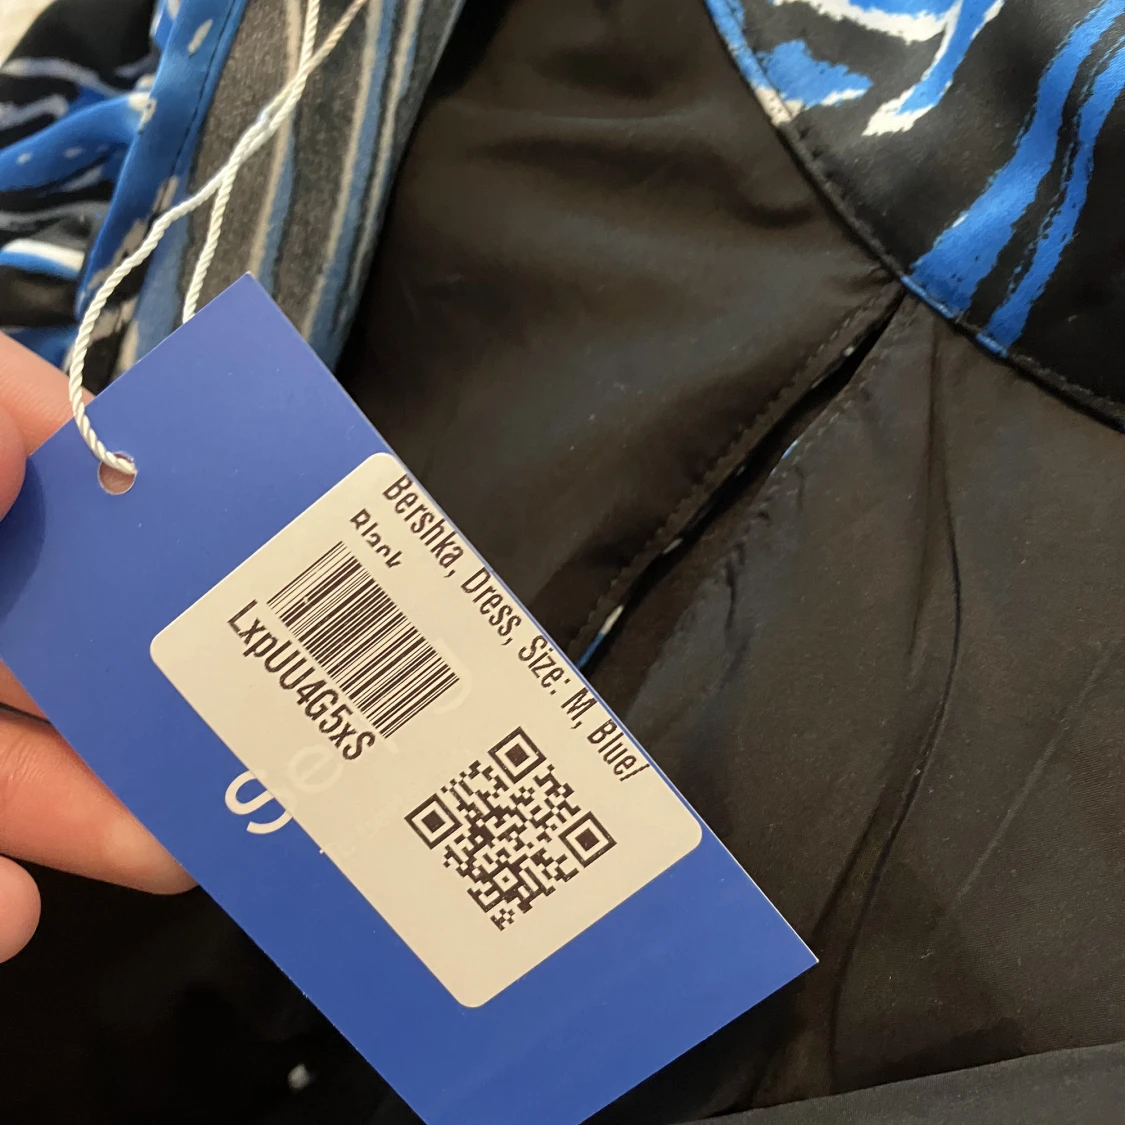 Bershka, Dress, Size: M, Blue/
Black
LxpUU4G5xS